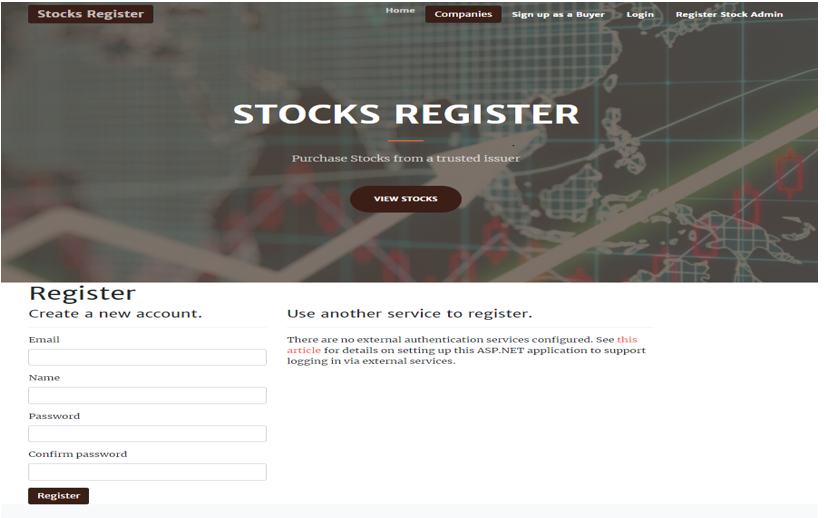 Stocks Register
Home
Companies
Sign up as a Buyer
Login
Register Stock Admin
STOCKS REGISTER
Purchase Stocks from a trusted issuer
VIEW STOCKS
Register
Create a new account.
Email
Name
Password
Confirm password
Register
Use another service to register.
There are no external authentication services configured. See this
article for details on setting up this ASP.NET application to support
logging in via external services.